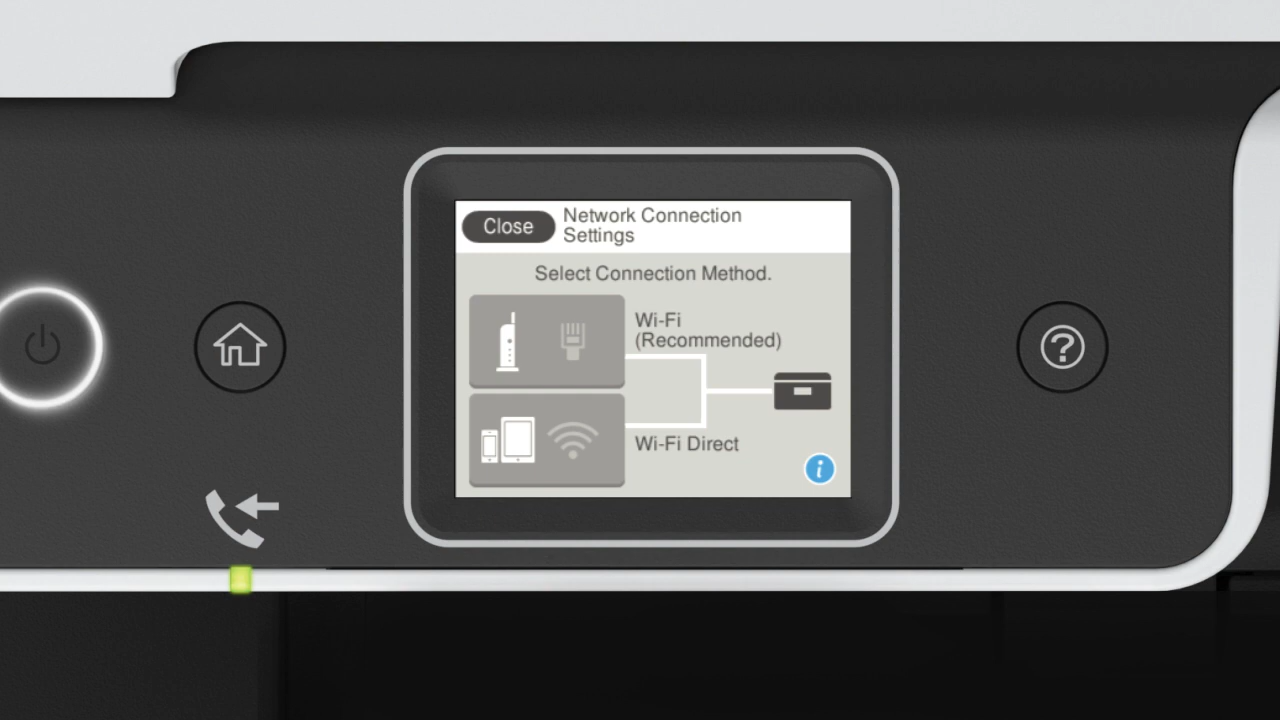 Close
Network Connection
Settings
Select Connection Method.
Wi-Fi
(Recommended)
Wi-Fi Direct
i
?